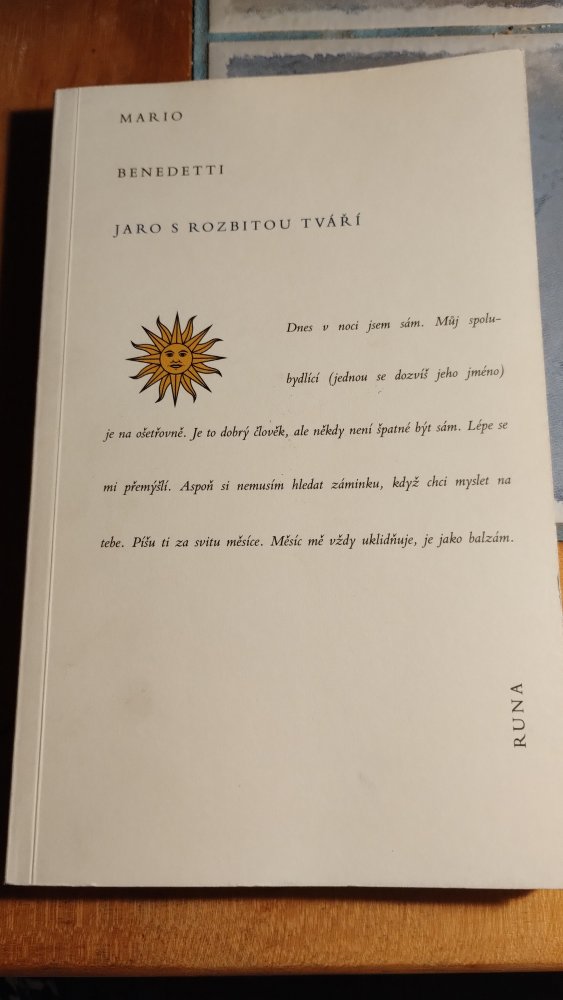 MARIO
BENEDETTI
JARO S ROZBITOU TVÁŘÍ
Dnes v noci jsem sám. Můj spolu-
bydlící (jednou se dozvíš jeho jméno)
je na ošetřovně. Je to dobrý člověk, ale někdy není špatné být sám. Lépe se
mi přemýšlí. Aspoň si nemusím hledat záminku, když chci myslet na
tebe. Píšu ti za svitu měsíce. Měsíc mě vždy uklidňuje, je jako balzám.
RUNA